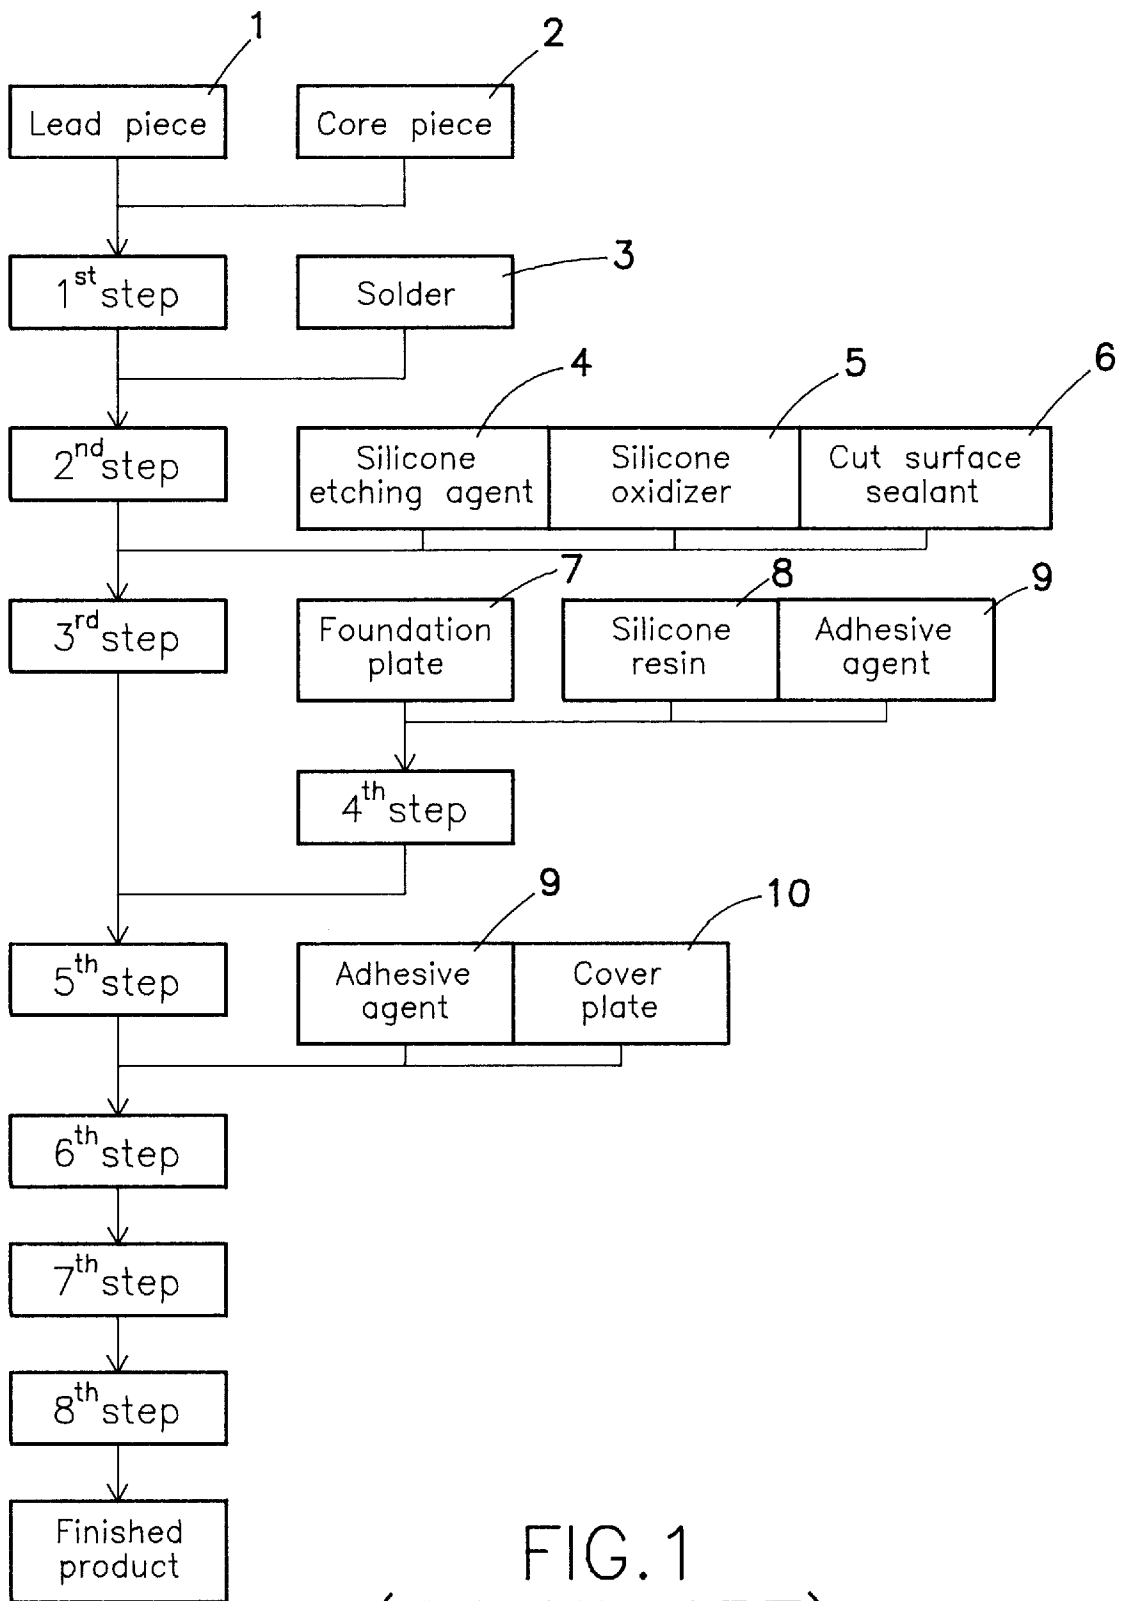 1
2
Lead piece
Core piece
1st step
Solder
3
4
5
6
2nd step
Silicone
etching agent
Silicone
oxidizer
Cut surface
sealant
7
8
9
3rd step
Foundation
plate
Silicone
resin
Adhesive
agent
4th step
9
10
5th step
Adhesive
agent
Cover
plate
6th step
7th step
8th step
Finished
product
FIG.1